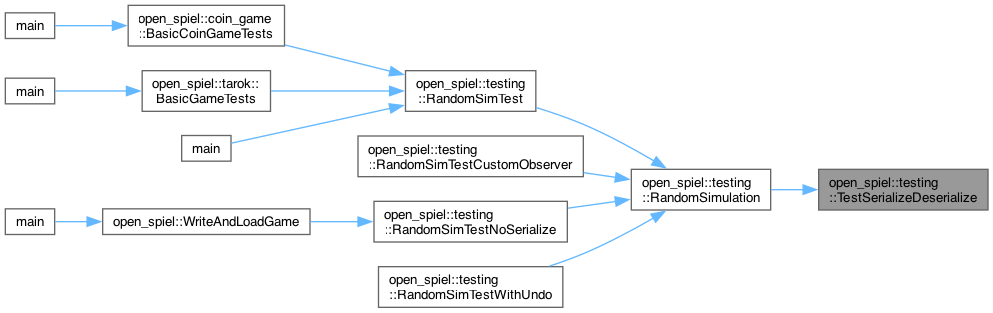 main
open_spiel::coin_game
::BasicCoinGameTests
main
open_spiel::tarok::
BasicGameTests
open_spiel::testing
::RandomSimTest
main
open_spiel::testing
::RandomSimTestCustomObserver
open_spiel::testing
::RandomSimulation
open_spiel::testing
::TestSerializeDeserialize
main
open_spiel::WriteAndLoadGame
open_spiel::testing
::RandomSimTestNoSerialize
open_spiel::testing
::RandomSimTestWithUndo